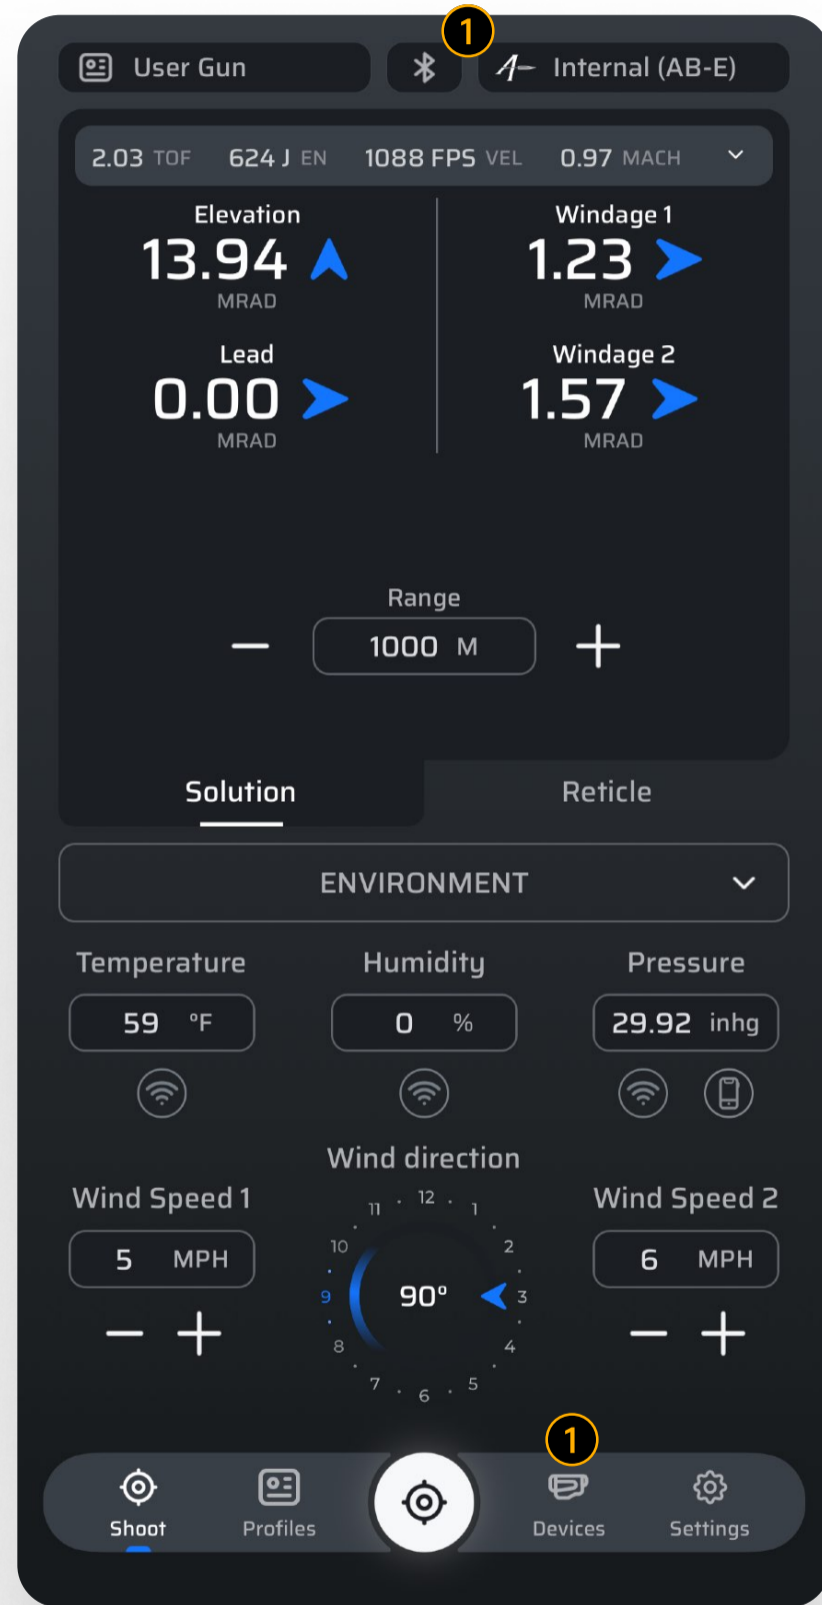 1
User Gun
A Internal (AB-E)
2.03 TOF 624 J EN 1088 FPS VEL 0.97 MACH
Elevation Windage 1
13.94 1.23
MRAD MRAD
Lead Windage 2
0.00 1.57
MRAD MRAD
Range
− 1000 M +
Solution Reticle
ENVIRONMENT
Temperature Humidity Pressure
59 °F 0 % 29.92 inhg
Wind direction
Wind Speed 1 Wind Speed 2
5 MPH 6 MPH
− + − +
12
1
2
3
4
5
6
7
8
9
10
11
90°
1
Shoot Profiles Devices Settings